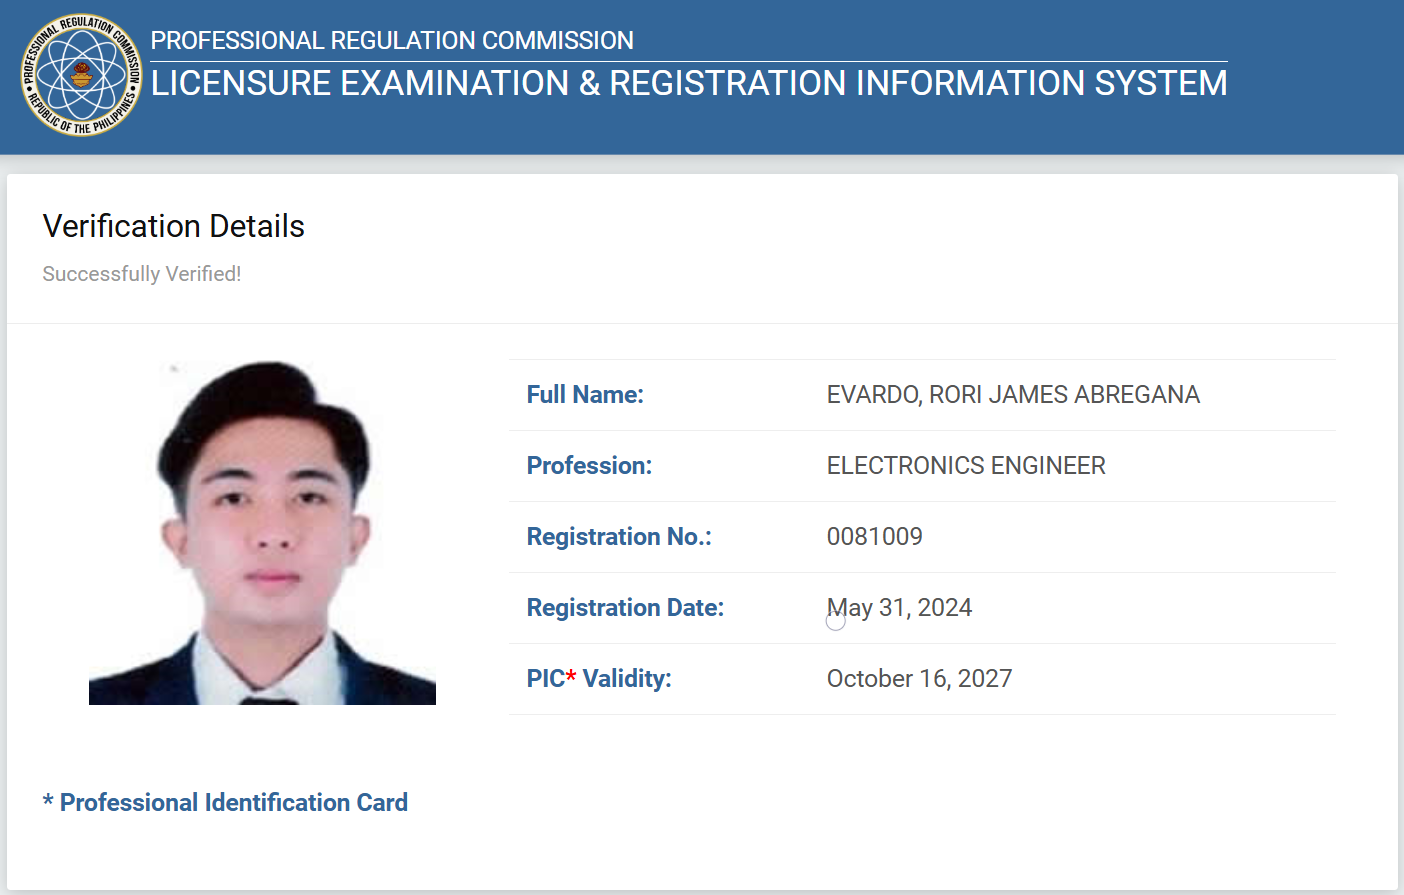 PROFESSIONAL REGULATION COMMISSION
REPUBLIC OF THE PHILIPPINES
PROFESSIONAL REGULATION COMMISSION
LICENSURE EXAMINATION & REGISTRATION INFORMATION SYSTEM
Verification Details
Successfully Verified!
Full Name: EVARDO, RORI JAMES ABREGANA
Profession: ELECTRONICS ENGINEER
Registration No.: 0081009
Registration Date: May 31, 2024
PIC* Validity: October 16, 2027
* Professional Identification Card